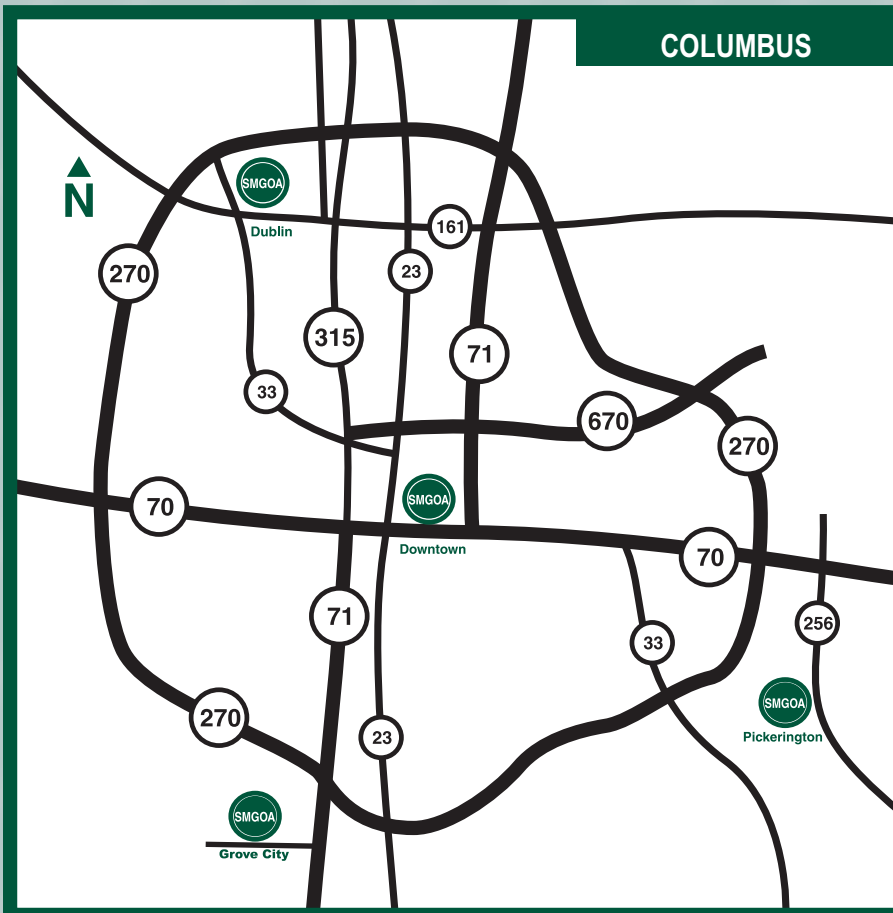 COLUMBUS
N
SMGOA
Dublin
161
270
23
315
71
33
670
270
SMGOA
Downtown
70
70
71
256
33
SMGOA
Pickerington
270
23
SMGOA
Grove City